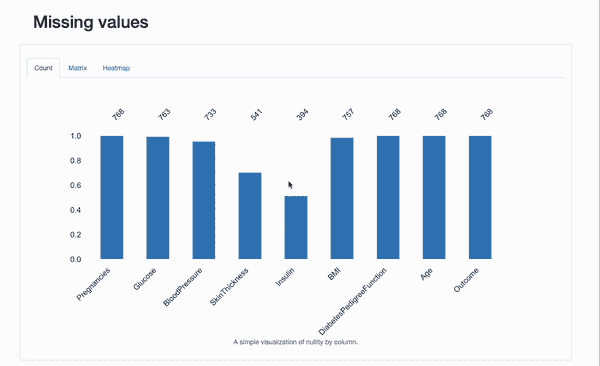 Missing values
Count Matrix Heatmap
768 763 733 541 394 757 768 768 768
1.0
0.8
0.6
0.4
0.2
0.0
Pregnancies Glucose BloodPressure SkinThickness Insulin BMI DiabetesPedigreeFunction Age Outcome
A simple visualization of nullity by column.